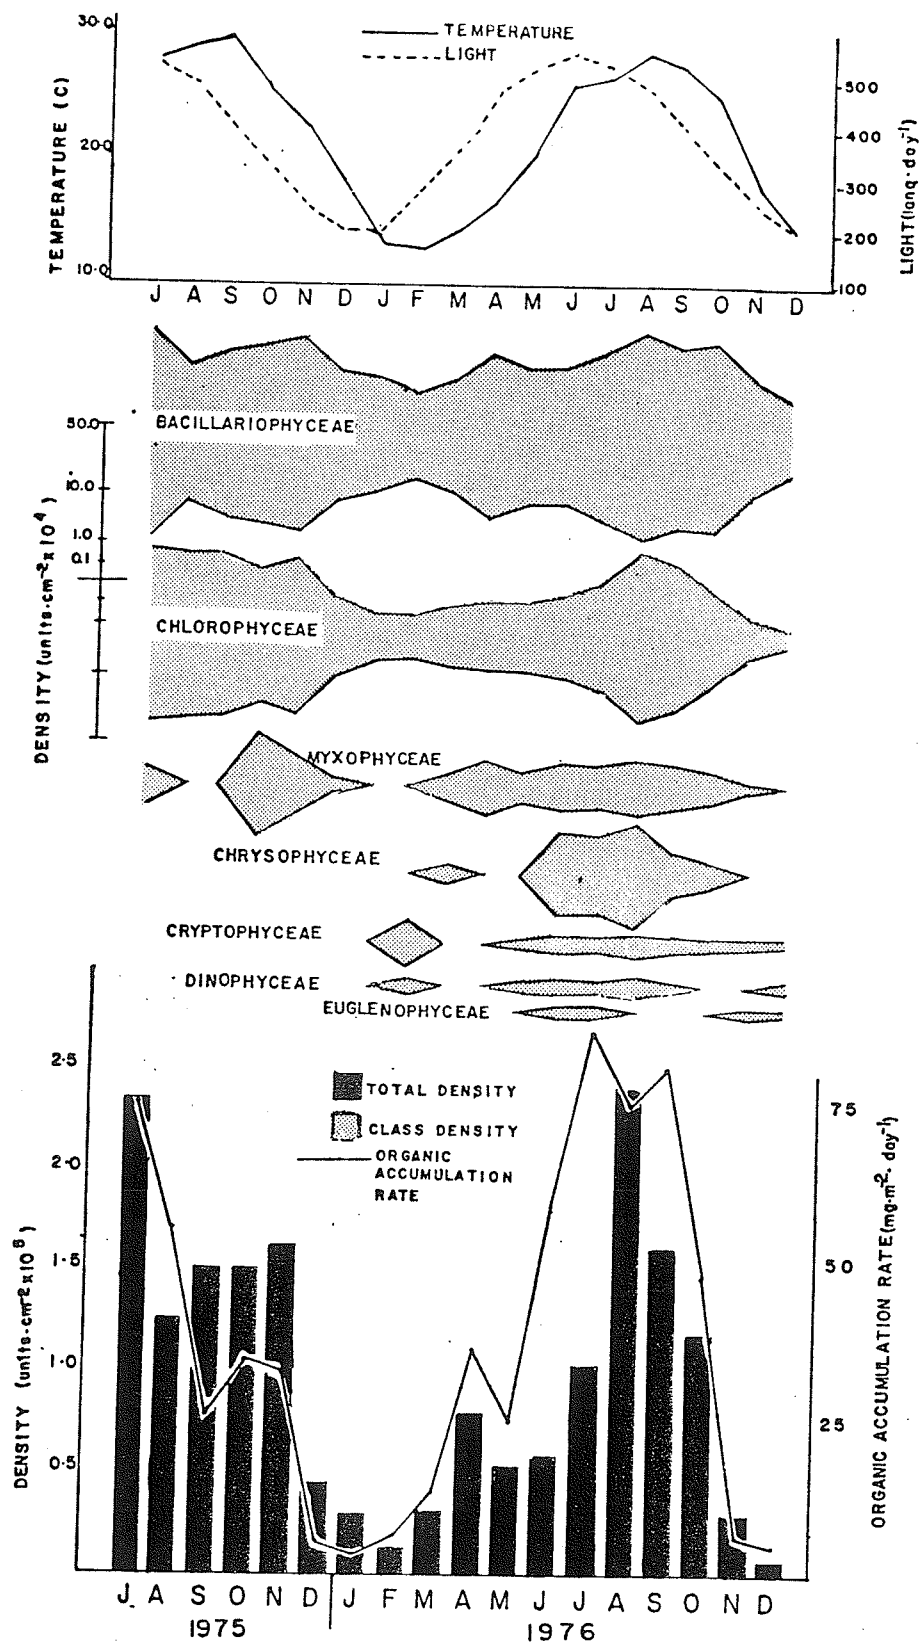 30.0
TEMPERATURE
LIGHT
TEMPERATURE (C)
20.0
10.0
500
400
300
200
100
LIGHT(lang·day⁻¹)
J A S O N D J F M A M J J A S O N D
BACILLARIOPHYCEAE
50.0
10.0
1.0
0.1
DENSITY(units·cm⁻²x10⁴)
CHLOROPHYCEAE
MYXOPHYCEAE
CHRYSOPHYCEAE
CRYPTOPHYCEAE
DINOPHYCEAE
EUGLENOPHYCEAE
2.5
2.0
1.5
1.0
0.5
TOTAL DENSITY
CLASS DENSITY
ORGANIC
ACCUMULATION
RATE
75
50
25
ORGANIC ACCUMULATION RATE(mg·m⁻²·day⁻¹)
DENSITY (units·cm⁻²x10⁶)
J A S O N D J F M A M J J A S O N D
1975 1976